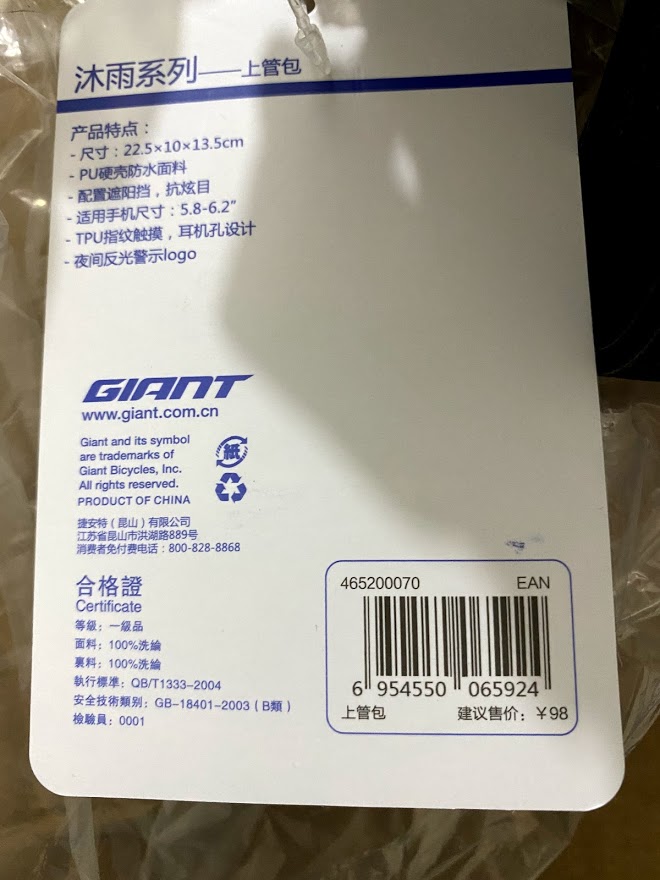 沐雨系列——上管包
产品特点：
- 尺寸：22.5×10×13.5cm
- PU硬壳防水面料
- 配置遮阳挡，抗炫目
- 适用手机尺寸：5.8-6.2"
- TPU指纹触摸，耳机孔设计
- 夜间反光警示logo
GIANT
www.giant.com.cn
Giant and its symbol
are trademarks of
Giant Bicycles, Inc.
All rights reserved.
PRODUCT OF CHINA
紙
捷安特（昆山）有限公司
江苏省昆山市洪湖路889号
消费者免付费电话：800-828-8868
合格證
Certificate
等級：一級品
面料：100%洗綸
裏料：100%洗綸
執行標準：QB/T1333-2004
安全技術類别：GB-18401-2003（B類）
檢驗員：0001
465200070 EAN
6 954550 065924
上管包 建议售价：￥98